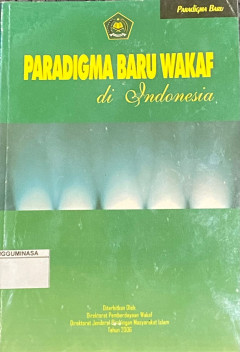 PARADIGMA BARU
PARADIGMA BARU WAKAF
di Indonesia
GGUMINASA
Diterbitkan Oleh
Direktorat Pemberdayaan Wakaf
Direktorat Jenderal Bimbingan Masyarakat Islam
Tahun 2006